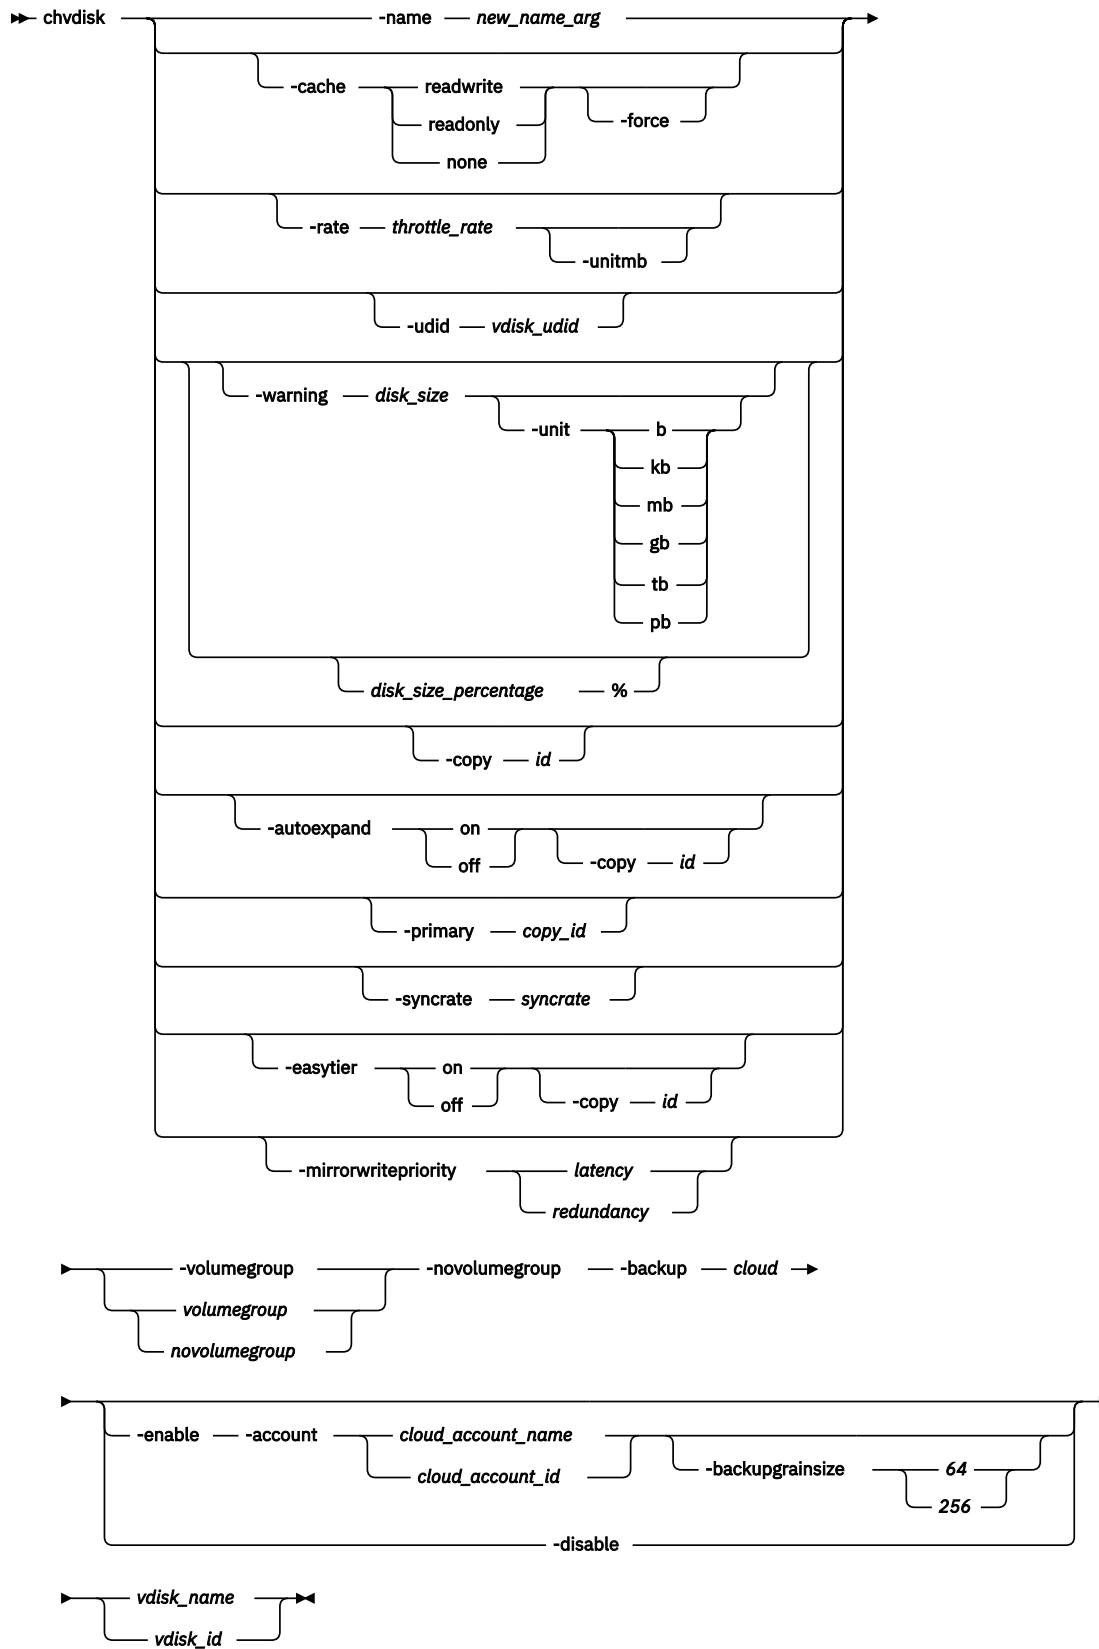 chvdisk -name new_name_arg
-cache readwrite
readonly -force
none
-rate throttle_rate
-unitmb
-udid vdisk_udid
-warning disk_size
-unit b
kb
mb
gb
tb
pb
disk_size_percentage %
-copy id
-autoexpand on
off -copy id
-primary copy_id
-syncrate syncrate
-easytier on
off -copy id
-mirrorwritepriority latency
redundancy
-volumegroup -novolumegroup -backup cloud
volumegroup
novolumegroup
-enable -account cloud_account_name
cloud_account_id -backupgrainsize 64
256
-disable
vdisk_name
vdisk_id